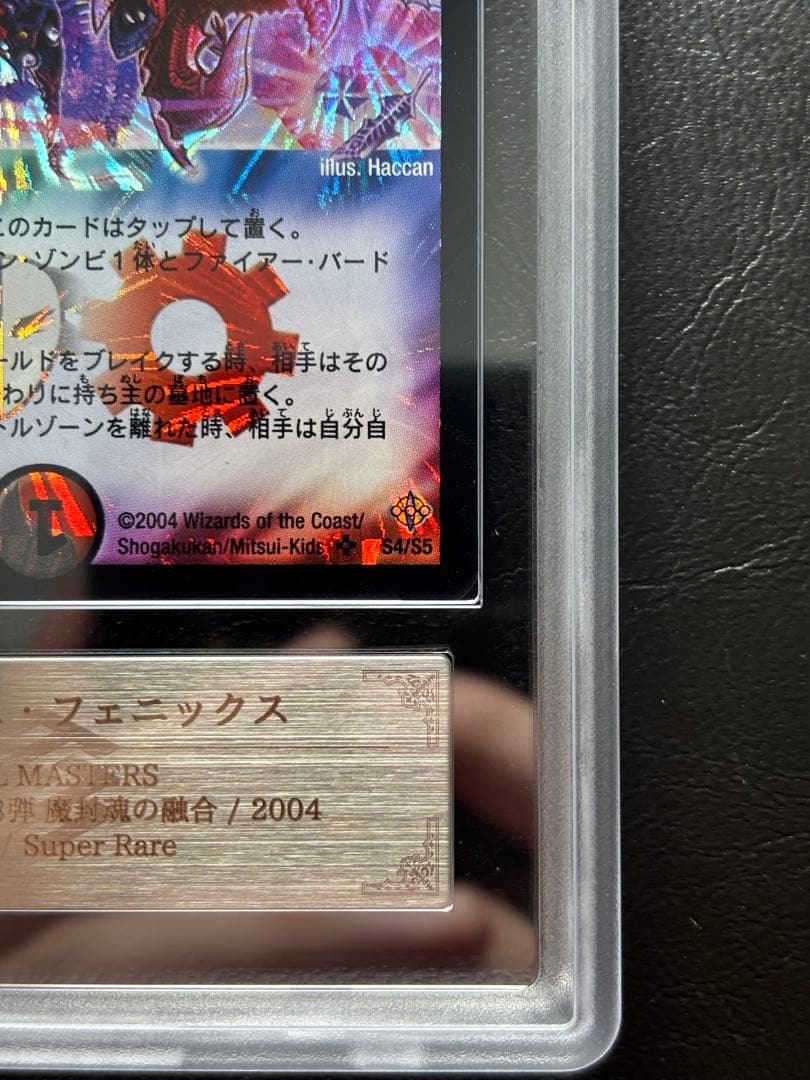 illus. Haccan
このカードはタップして置く。
ン・ゾンビ1体とファイアー・バード
ールドをブレイクする時、相手はその
わりに持ち主の墓地に置く。
トルゾーンを離れた時、相手は自分自
1
©2004 Wizards of the Coast/
Shogakukan/Mitsui-Kids S4/S5
ス・フェニックス
L MASTERS
弾 魔封魂の融合 / 2004
/ Super Rare